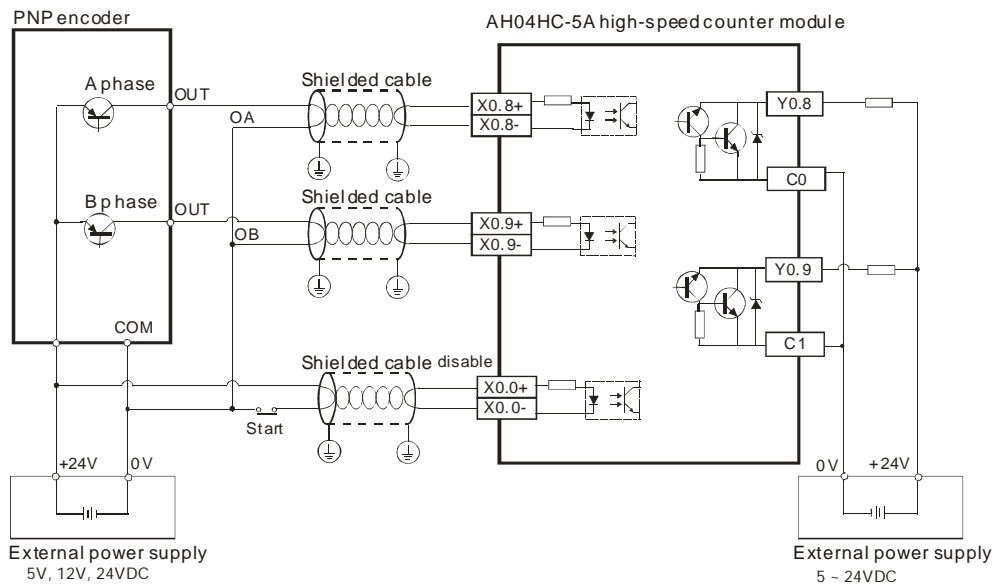 PNP encoder
AH04HC-5A high-speed counter module
A phase
OUT
OA
Shielded cable
X0.8+
X0.8-
Y0.8
C0
B phase
OUT
OB
Shielded cable
X0.9+
X0.9-
Y0.9
C1
COM
Shielded cable disable
X0.0+
X0.0-
Start
+24V
0V
0V
+24V
External power supply
5V, 12V, 24VDC
External power supply
5 ~ 24VDC